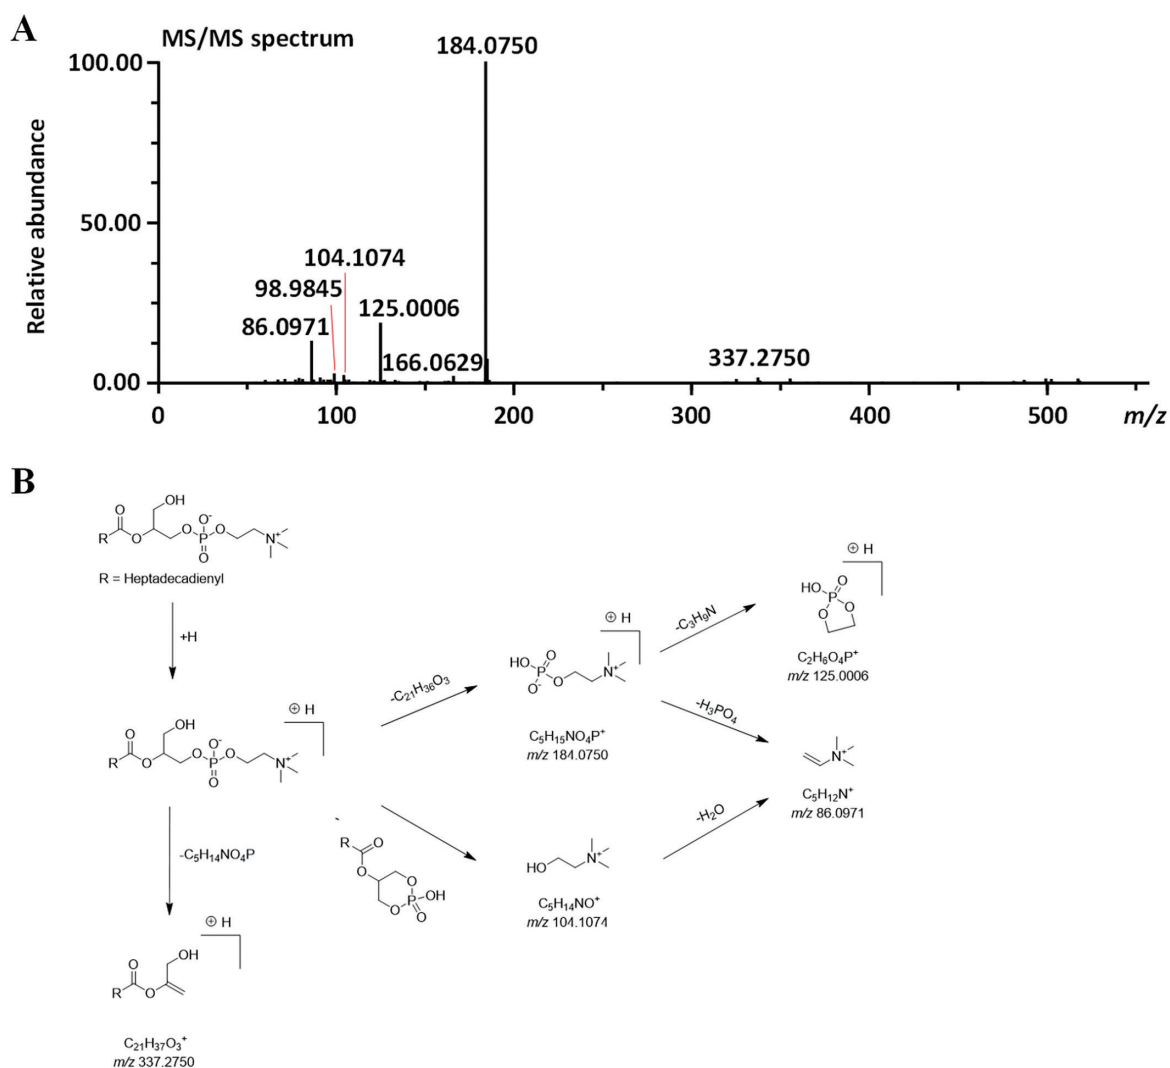 A
MS/MS spectrum
184.0750
100.00
50.00
0.00
Relative abundance
104.1074
98.9845
125.0006
86.0971
166.0629
337.2750
0
100
200
300
400
500
m/z
B
O
OH
R
O
O
P
O⁻
O
O
N⁺
R = Heptadecadienyl
+H
⊕ H
O
OH
R
O
O
P
O⁻
O
O
N⁺
-C₅H₁₄NO₄P
⊕ H
O
OH
R
O
C₂₁H₃₇O₃⁺
m/z 337.2750
-C₂₁H₃₆O₃
⊕ H
HO
P
O
O⁻
O
N⁺
C₅H₁₅NO₄P⁺
m/z 184.0750
-
R
O
O
O
P
OH
O
O
HO
N⁺
C₅H₁₄NO⁺
m/z 104.1074
-C₃H₉N
-H₃PO₄
-H₂O
⊕ H
HO
O
P
O
O
C₂H₆O₄P⁺
m/z 125.0006
N⁺
C₅H₁₂N⁺
m/z 86.0971